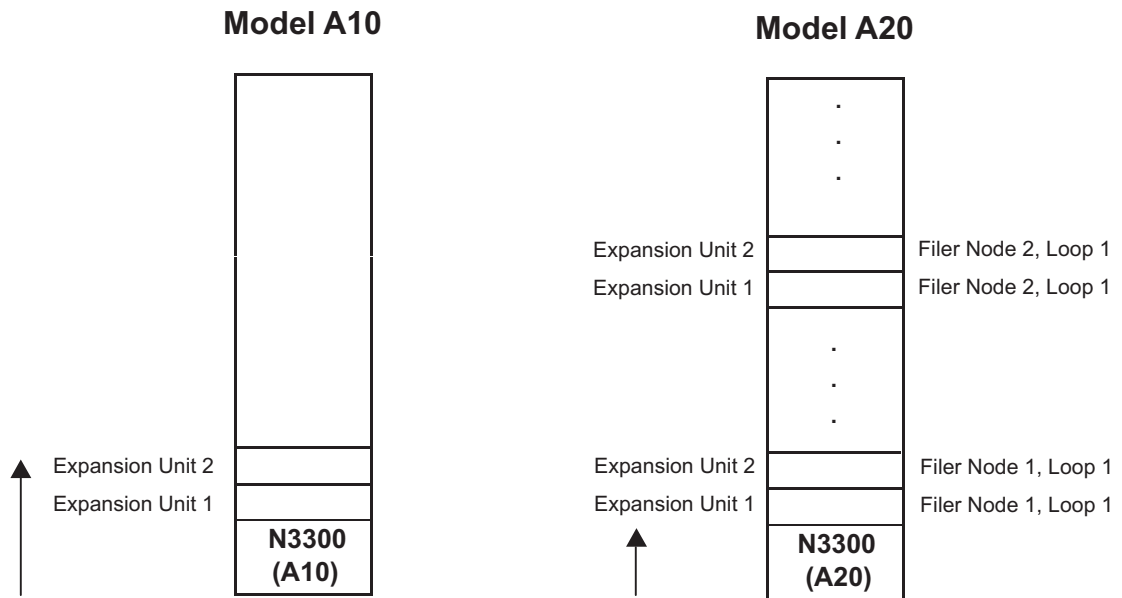 Model A10
Expansion Unit 2
Expansion Unit 1
N3300
(A10)
Model A20
.
.
.
Expansion Unit 2 Filer Node 2, Loop 1
Expansion Unit 1 Filer Node 2, Loop 1
.
.
.
Expansion Unit 2 Filer Node 1, Loop 1
Expansion Unit 1 Filer Node 1, Loop 1
N3300
(A20)